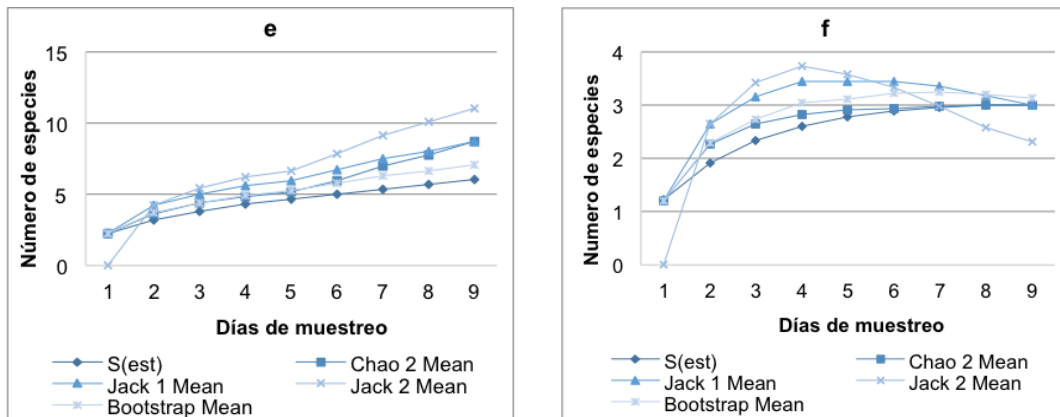 e
15
10
5
0
Número de especies
1 2 3 4 5 6 7 8 9
Días de muestreo
S(est) Chao 2 Mean
Jack 1 Mean Jack 2 Mean
Bootstrap Mean
f
4
3
2
1
0
Numero de especies
1 2 3 4 5 6 7 8 9
Días de muestreo
S(est) Chao 2 Mean
Jack 1 Mean Jack 2 Mean
Bootstrap Mean